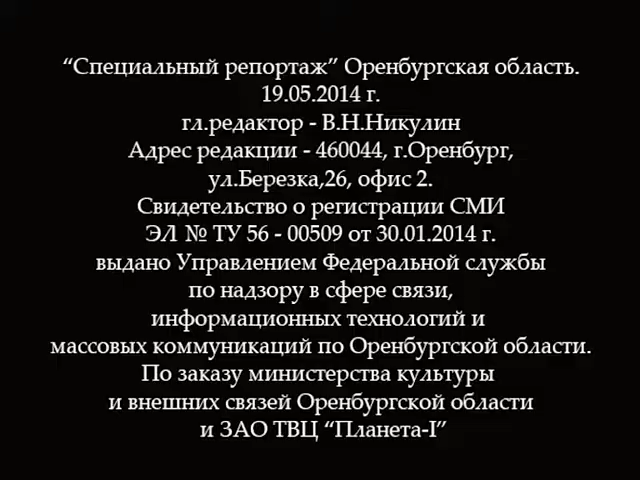 “Специальный репортаж” Оренбургская область.
19.05.2014 г.
гл.редактор - В.Н.Никулин
Адрес редакции - 460044, г.Оренбург,
ул.Березка,26, офис 2.
Свидетельство о регистрации СМИ
ЭЛ № ТУ 56 - 00509 от 30.01.2014 г.
выдано Управлением Федеральной службы
по надзору в сфере связи,
информационных технологий и
массовых коммуникаций по Оренбургской области.
По заказу министерства культуры
и внешних связей Оренбургской области
и ЗАО ТВЦ “Планета-I”